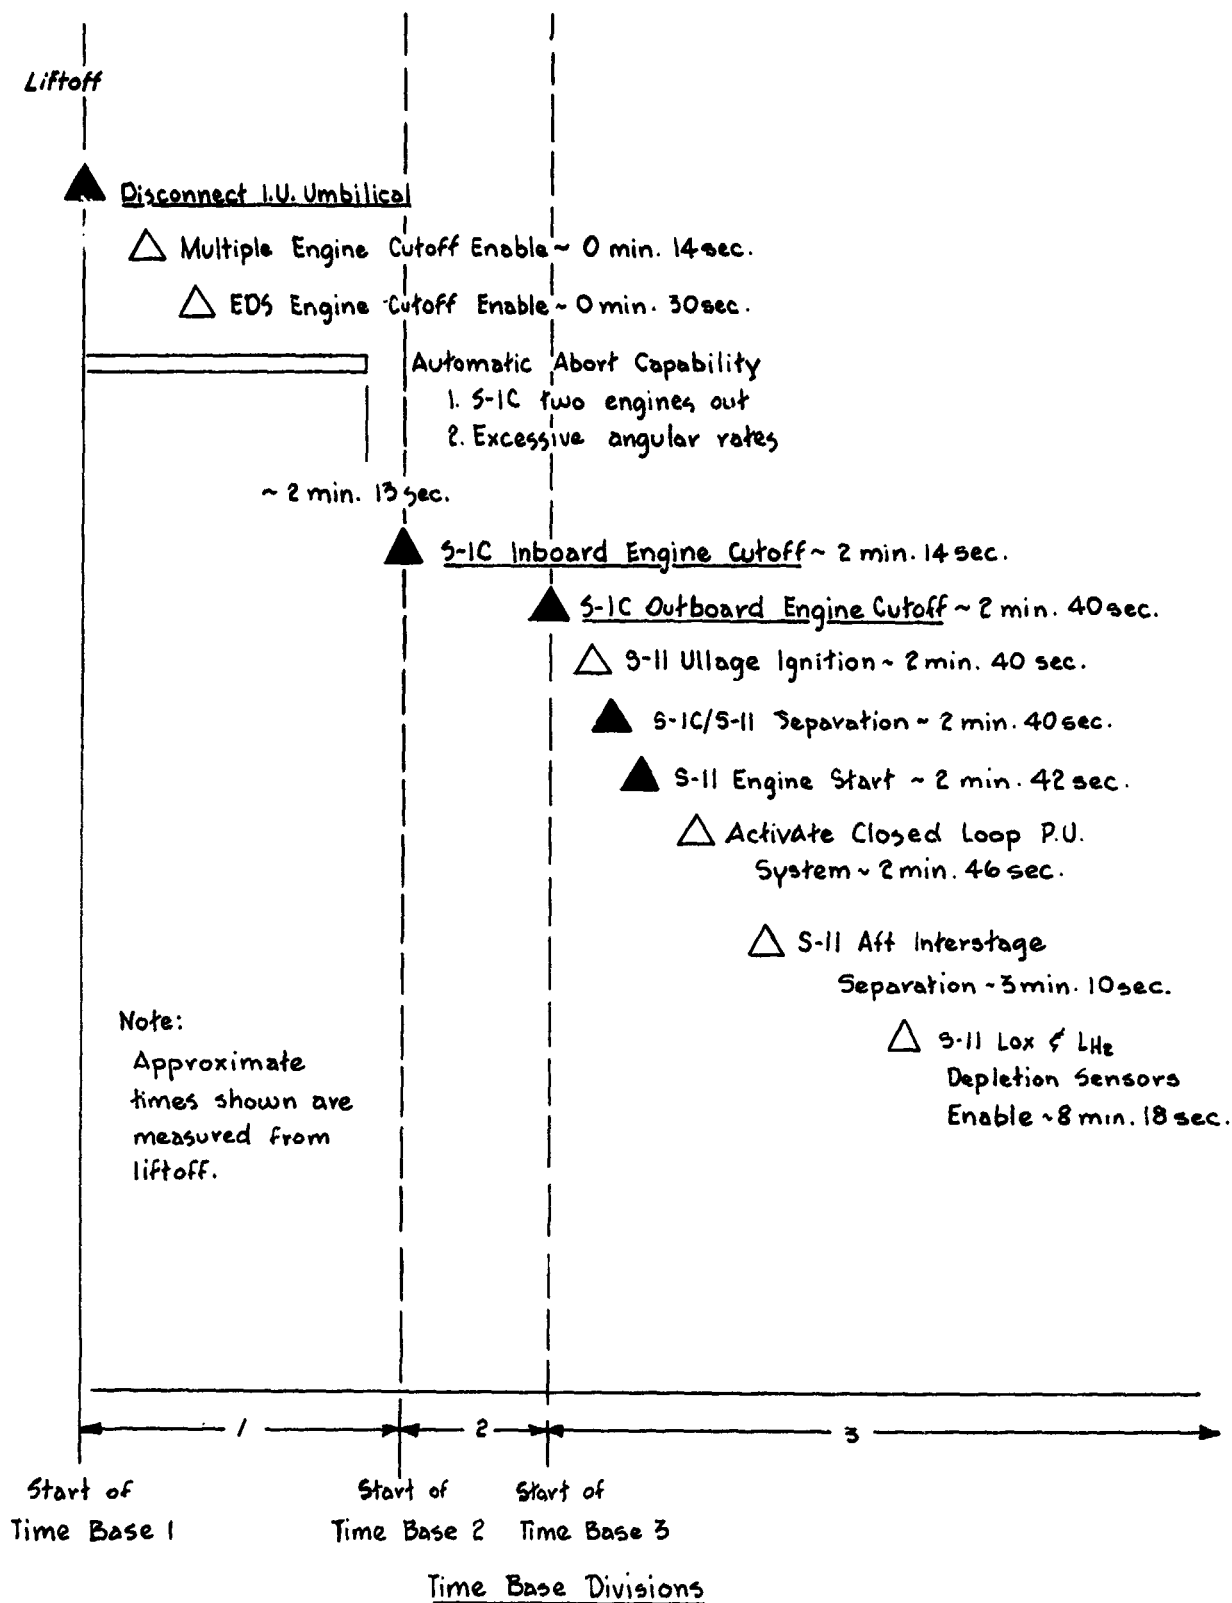 Liftoff
Disconnect I.U. Umbilical
Multiple Engine Cutoff Enable ~ 0 min. 14 sec.
EDS Engine Cutoff Enable ~ 0 min. 30 sec.
Automatic Abort Capability
1. S-IC two engines out
2. Excessive angular rates
~ 2 min. 13 sec.
S-IC Inboard Engine Cutoff ~ 2 min. 14 sec.
S-IC Outboard Engine Cutoff ~ 2 min. 40 sec.
S-II Ullage Ignition ~ 2 min. 40 sec.
S-IC/S-II Separation ~ 2 min. 40 sec.
S-II Engine Start ~ 2 min. 42 sec.
Activate Closed Loop P.U.
System ~ 2 min. 46 sec.
S-II Aft Interstage
Separation ~ 3 min. 10 sec.
S-II Lox & LH2
Depletion Sensors
Enable ~ 8 min. 18 sec.
Note:
Approximate
times shown are
measured from
liftoff.
1
2
3
Start of
Time Base 1
Start of
Time Base 2
Start of
Time Base 3
Time Base Divisions